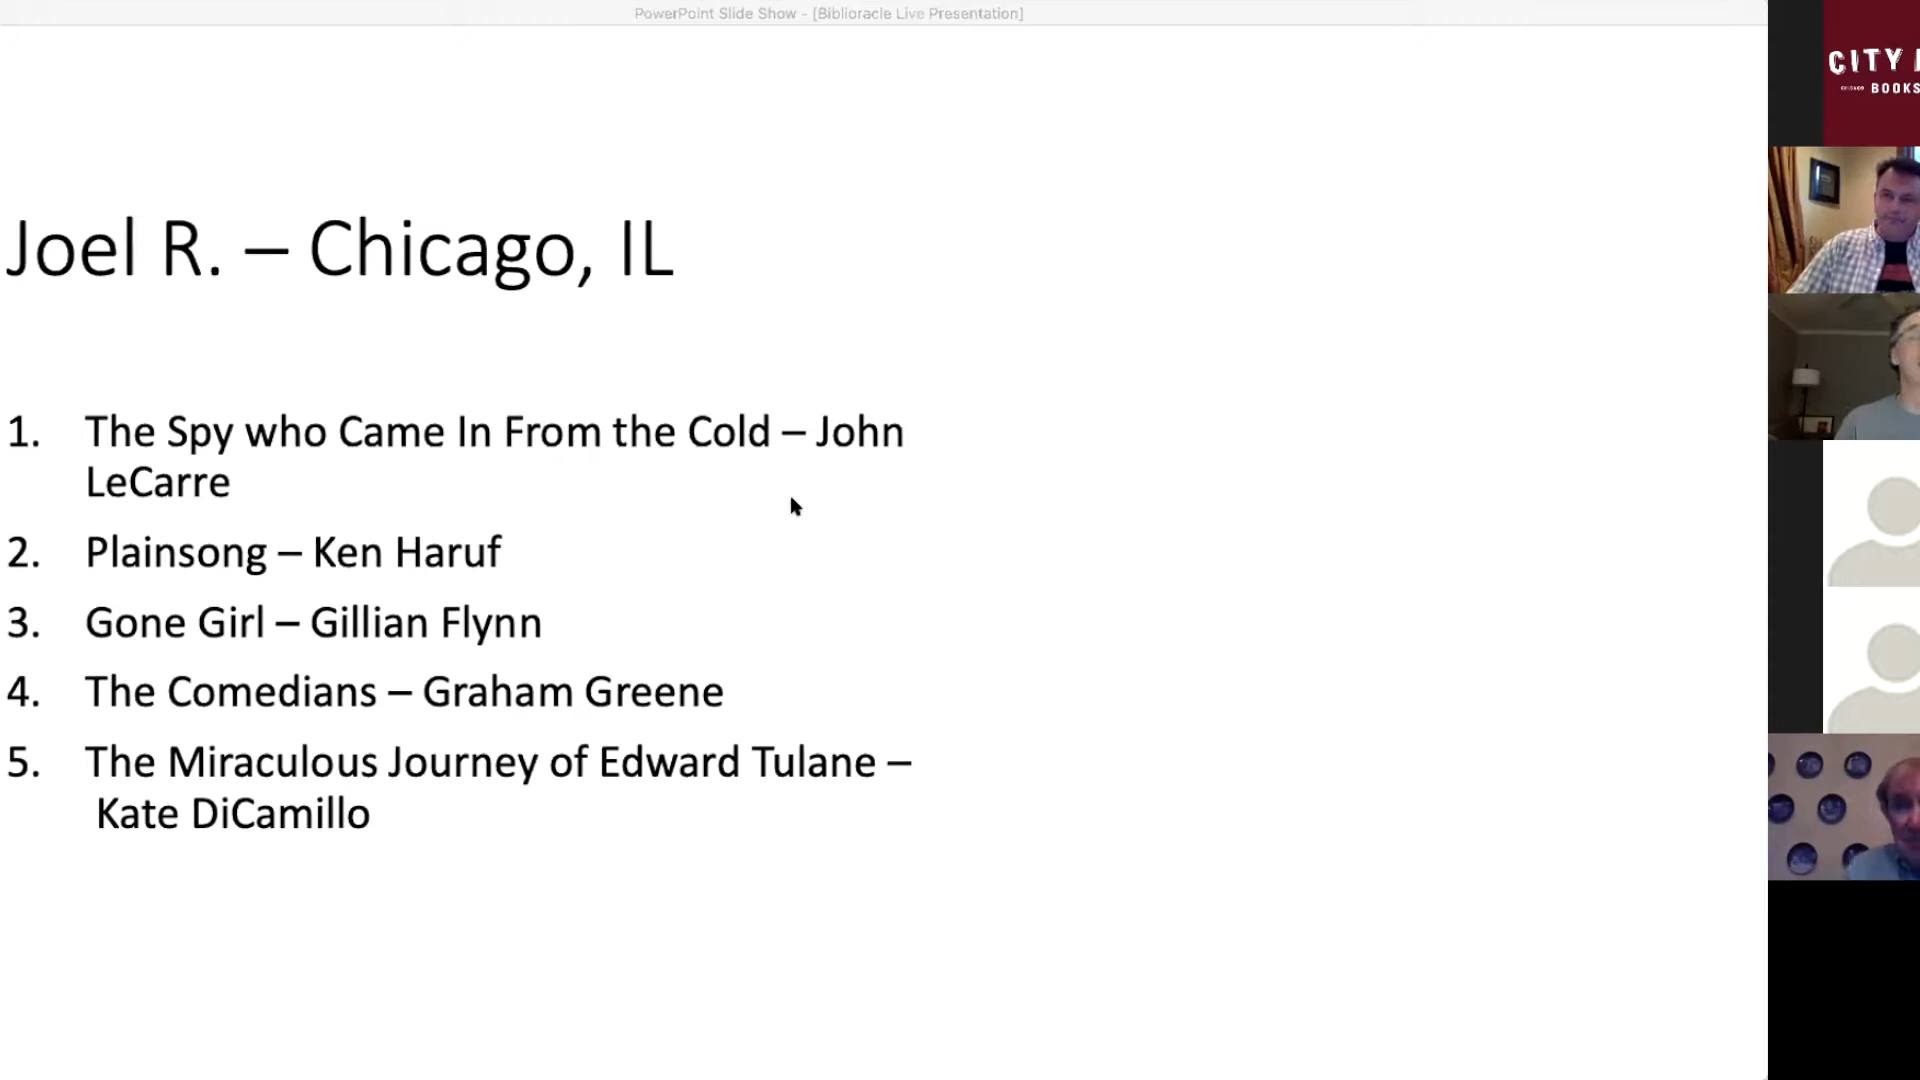 PowerPoint Slide Show - [Biblioracle Live Presentation]
CITY
CHICAGO BOOKS
Joel R. – Chicago, IL
1. The Spy who Came In From the Cold – John
LeCarre
2. Plainsong – Ken Haruf
3. Gone Girl – Gillian Flynn
4. The Comedians – Graham Greene
5. The Miraculous Journey of Edward Tulane –
Kate DiCamillo